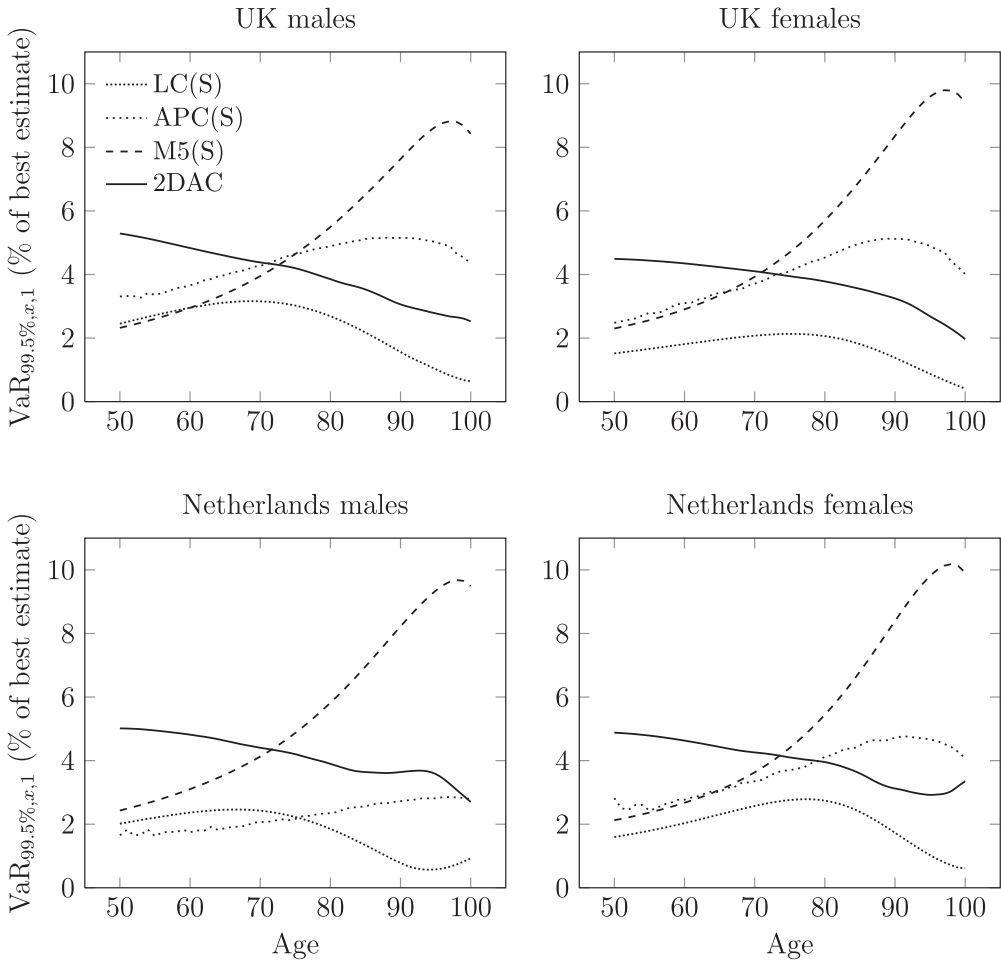 UK males
UK females
VaR99.5%,x,1 (% of best estimate)
10
8
6
4
2
0
LC(S)
APC(S)
M5(S)
2DAC
50 60 70 80 90 100
10
8
6
4
2
0
50 60 70 80 90 100
Netherlands males
Netherlands females
VaR99.5%,x,1 (% of best estimate)
10
8
6
4
2
0
50 60 70 80 90 100
Age
10
8
6
4
2
0
50 60 70 80 90 100
Age